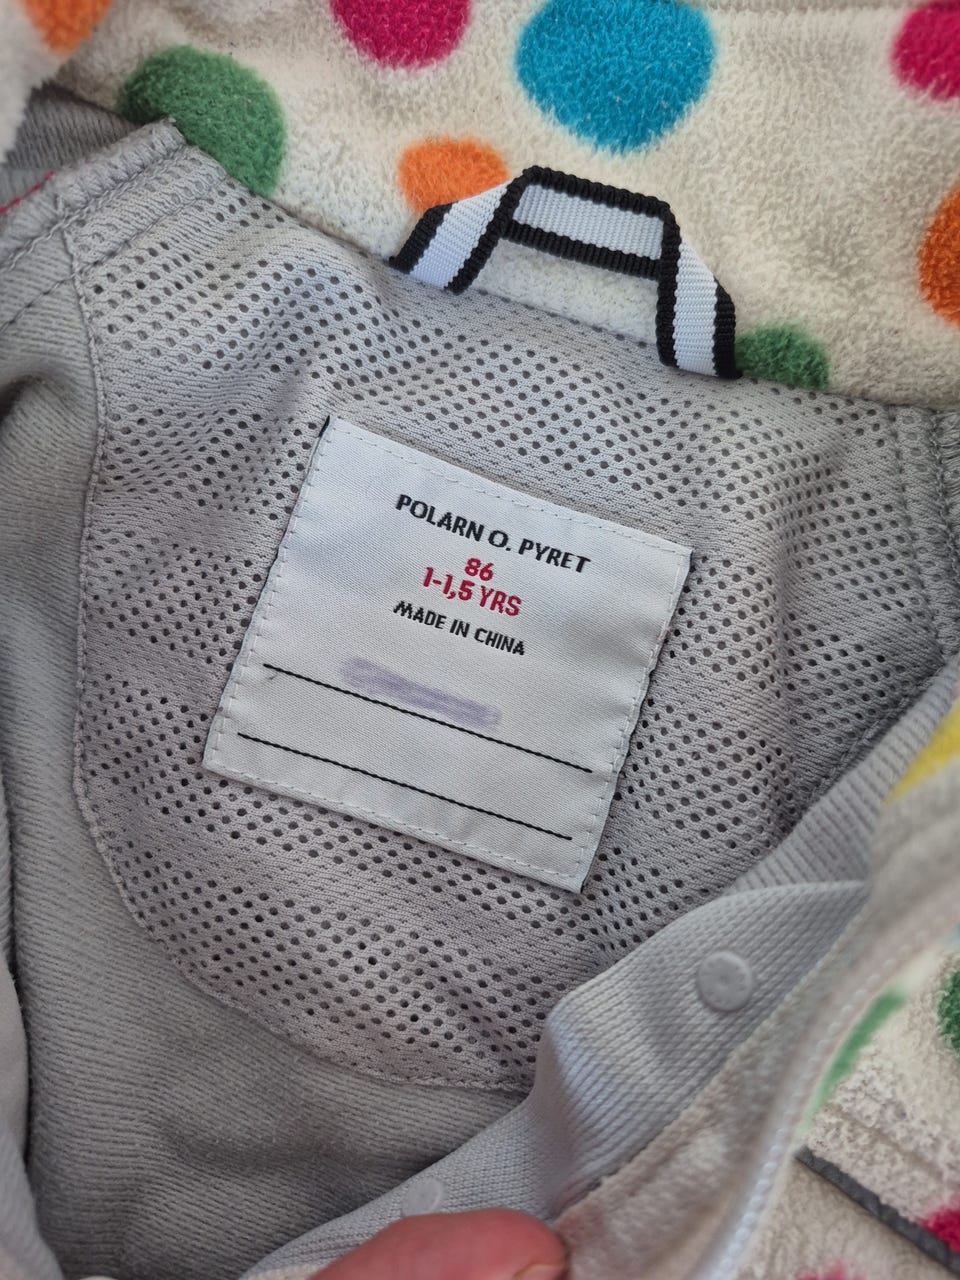 POLARN O. PYRET
86
1-1,5 YRS
MADE IN CHINA